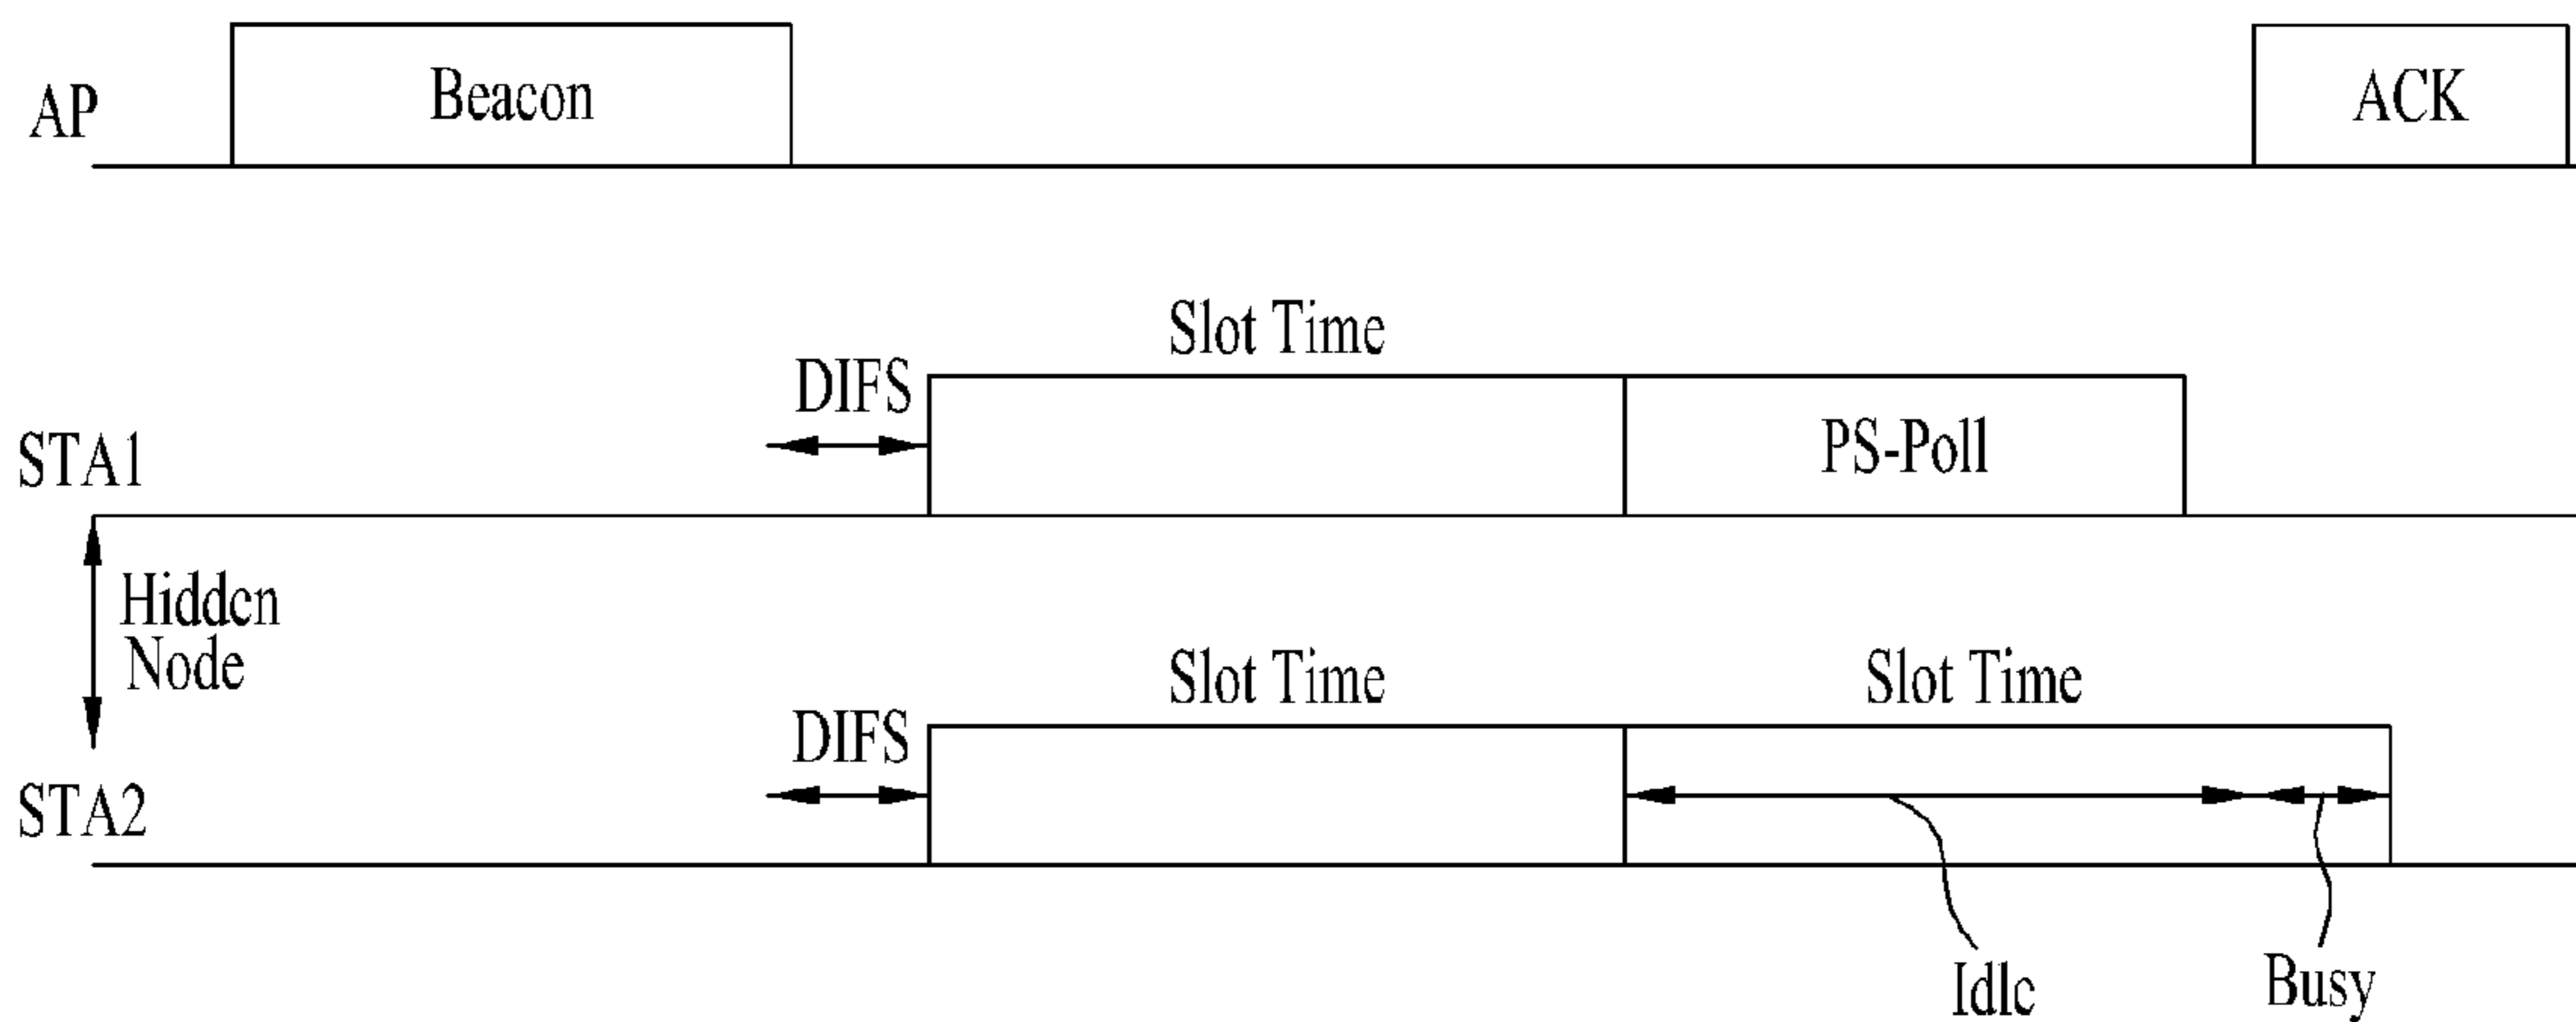 AP
Beacon
ACK
Slot Time
DIFS
STA1
PS-Poll
Hidden
Node
Slot Time
Slot Time
DIFS
STA2
Idle
Busy